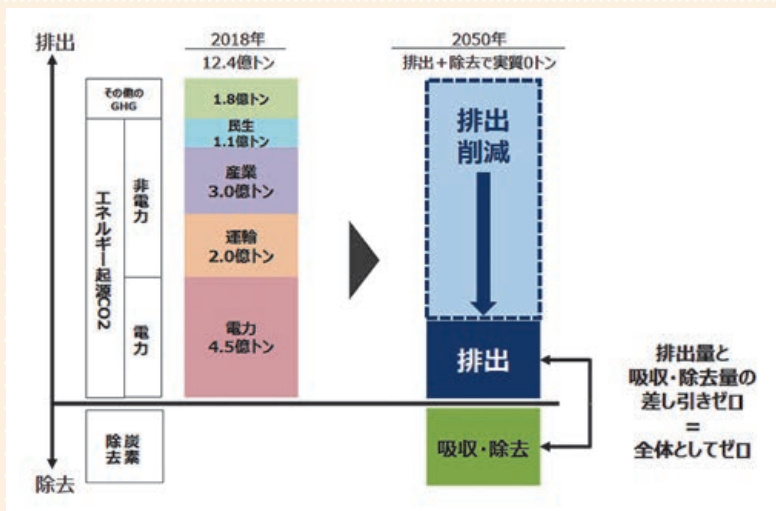 排出
2018年
12.4億トン
2050年
排出+除去で実質0トン
その他の
GHG
1.8億トン
民生
1.1億トン
産業
3.0億トン
運輸
2.0億トン
電力
4.5億トン
エネルギー起源CO2
非電力
電力
排出
削減
排出
吸収・除去
排出量と
吸収・除去量の
差し引きゼロ
=
全体としてゼロ
炭素
除去
除去